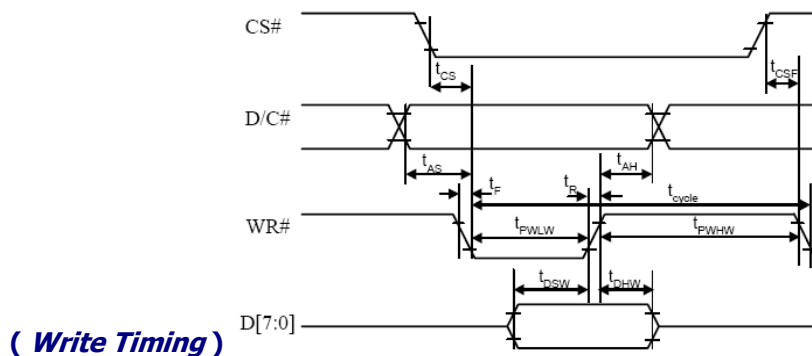 CS#
tCS
tCSF
D/C#
tAS
tAH
tF
tR
tcycle
WR#
tPWLW
tPWHW
tDSW
tDHW
( Write Timing ) D[7:0]